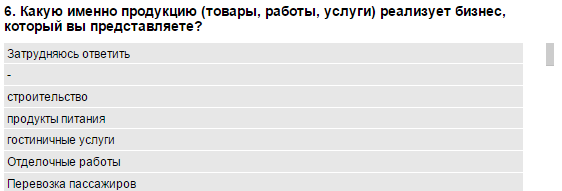 6. Какую именно продукцию (товары, работы, услуги) реализует бизнес,
который вы представляете?
Затрудняюсь ответить
-
строительство
продукты питания
гостиничные услуги
Отделочные работы
Перевозка пассажиров